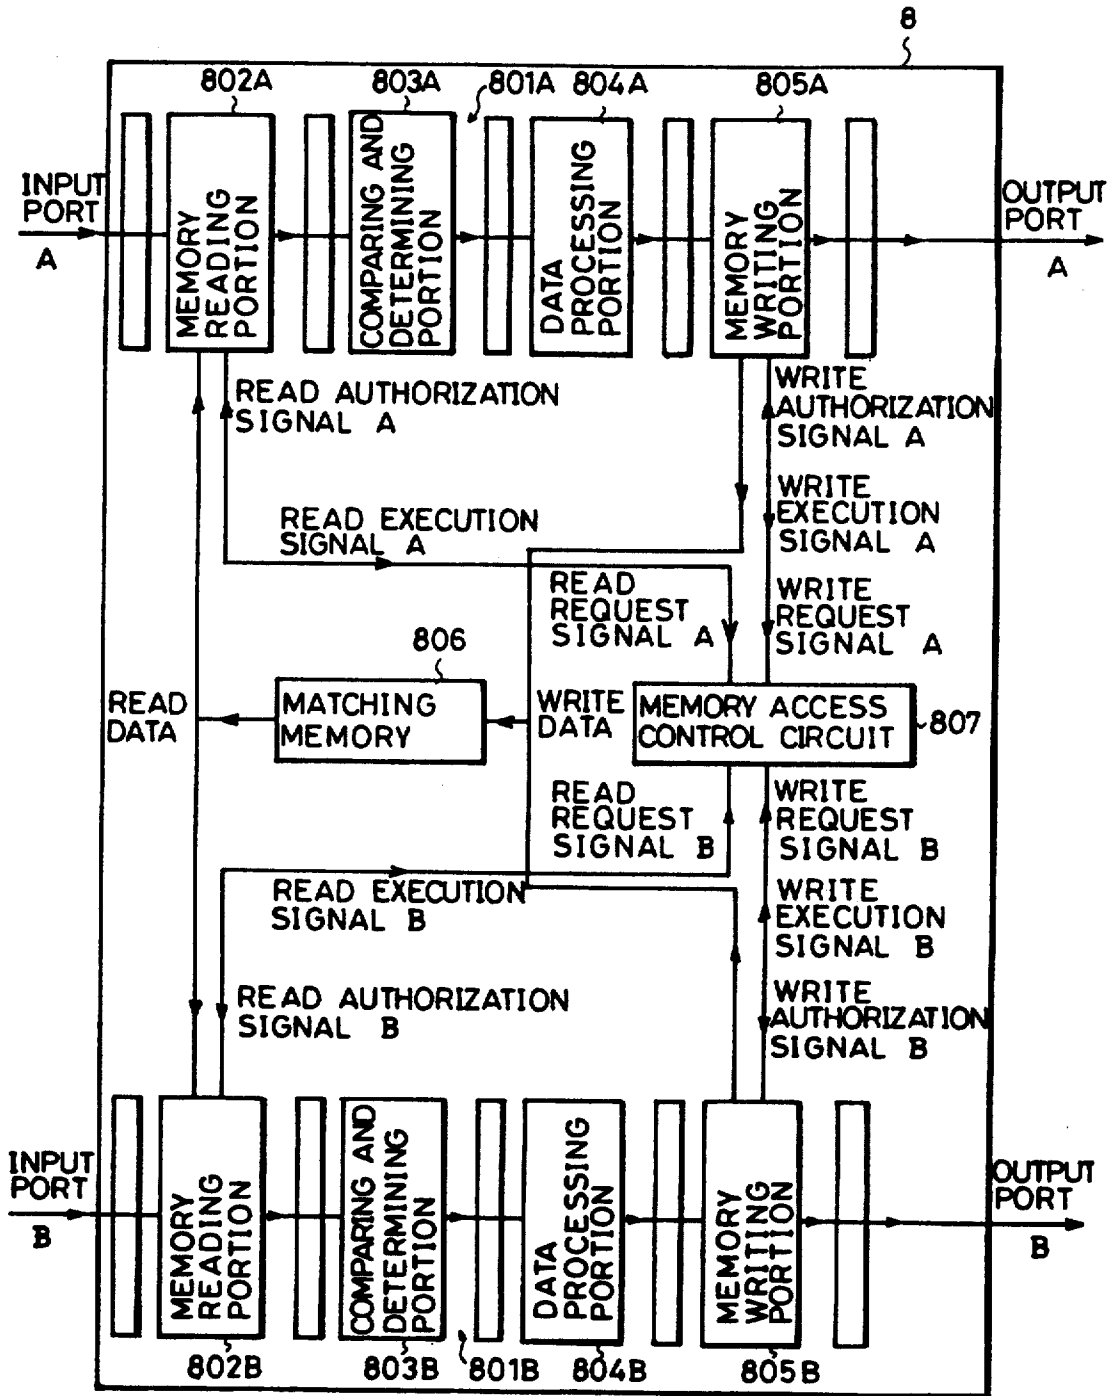 8
802A
803A
801A
804A
805A
INPUT
PORT
A
MEMORY
READING
PORTION
COMPARING AND
DETERMINING
PORTION
DATA
PROCESSING
PORTION
MEMORY
WRITING
PORTION
OUTPUT
PORT
A
READ AUTHORIZATION
SIGNAL A
WRITE
AUTHORIZATION
SIGNAL A
READ EXECUTION
SIGNAL A
WRITE
EXECUTION
SIGNAL A
READ
REQUEST
SIGNAL A
WRITE
REQUEST
SIGNAL A
806
READ
DATA
MATCHING
MEMORY
WRITE
DATA
MEMORY ACCESS
CONTROL CIRCUIT
807
READ
REQUEST
SIGNAL B
WRITE
REQUEST
SIGNAL B
READ EXECUTION
SIGNAL B
WRITE
EXECUTION
SIGNAL B
READ AUTHORIZATION
SIGNAL B
WRITE
AUTHORIZATION
SIGNAL B
INPUT
PORT
B
MEMORY
READING
PORTION
COMPARING AND
DETERMINING
PORTION
DATA
PROCESSING
PORTION
MEMORY
WRITING
PORTION
OUTPUT
PORT
B
802B
803B
801B
804B
805B